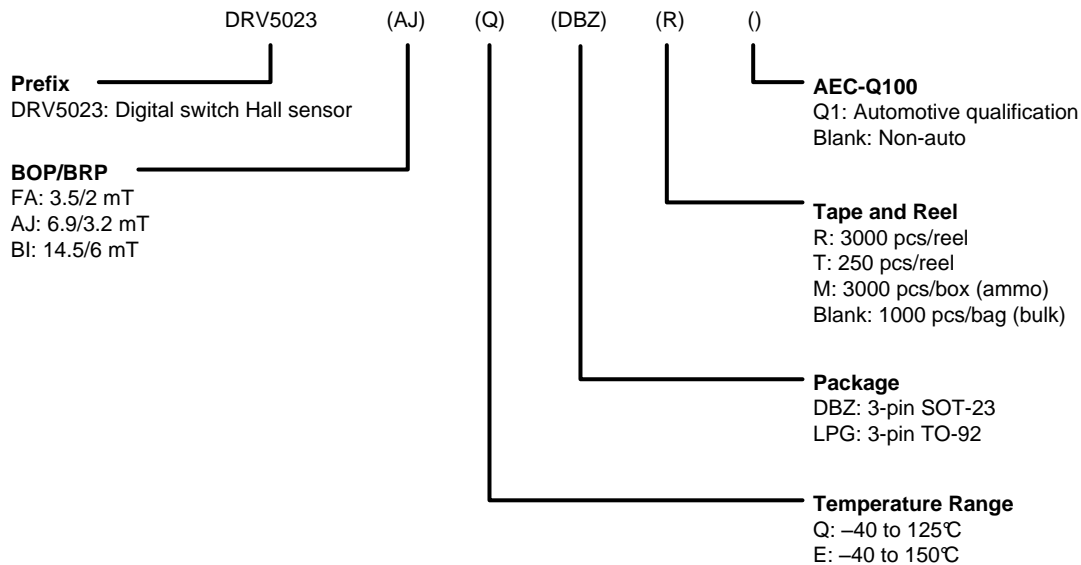 DRV5023 (AJ) (Q) (DBZ) (R) ()
Prefix
DRV5023: Digital switch Hall sensor
BOP/BRP
FA: 3.5/2 mT
AJ: 6.9/3.2 mT
BI: 14.5/6 mT
AEC-Q100
Q1: Automotive qualification
Blank: Non-auto
Tape and Reel
R: 3000 pcs/reel
T: 250 pcs/reel
M: 3000 pcs/box (ammo)
Blank: 1000 pcs/bag (bulk)
Package
DBZ: 3-pin SOT-23
LPG: 3-pin TO-92
Temperature Range
Q: –40 to 125℃
E: –40 to 150℃